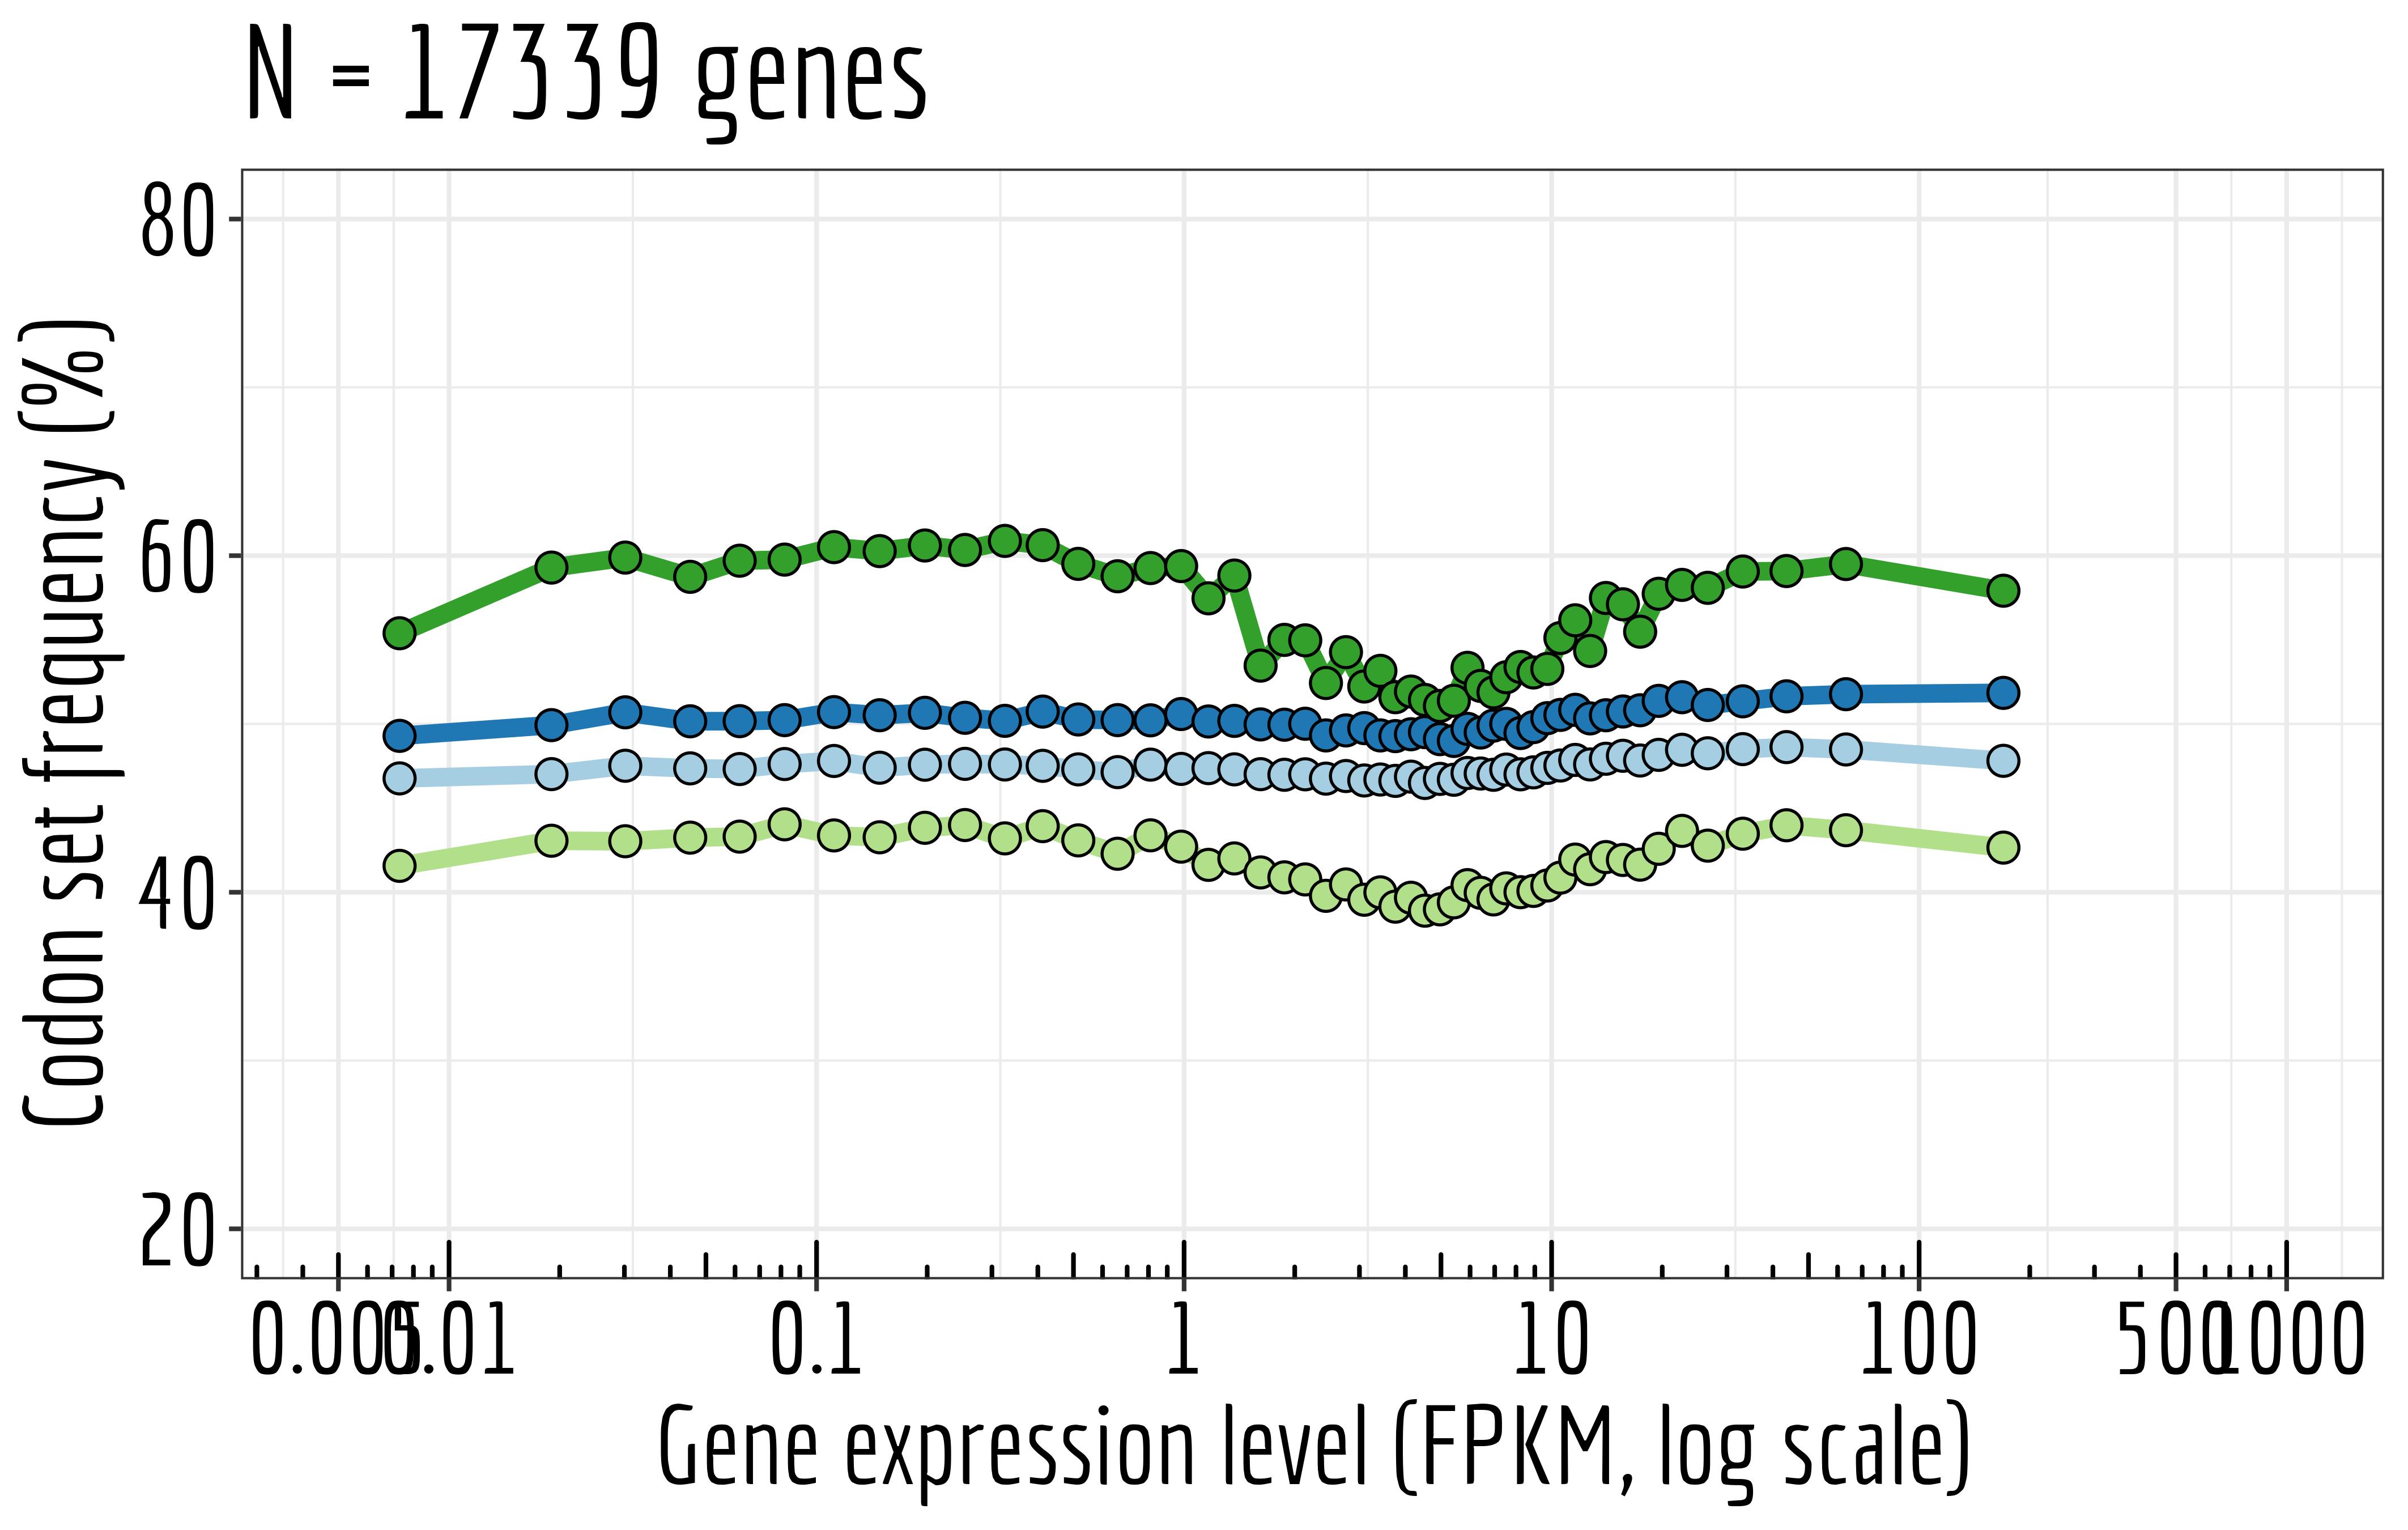 N = 17339 genes
Codon set frequency (%)
80
60
40
20
0.005 0.01 0.1 1 10 100 500 1000
Gene expression level (FPKM, log scale)